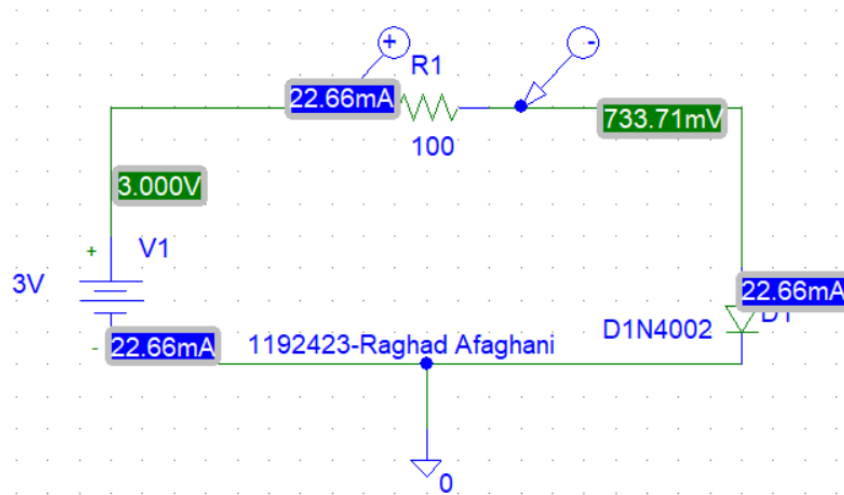 +
-
R1
22.66mA
733.71mV
100
3.000V
+
V1
3V
22.66mA
D1
D1N4002
-
22.66mA
1192423-Raghad Afaghani
0